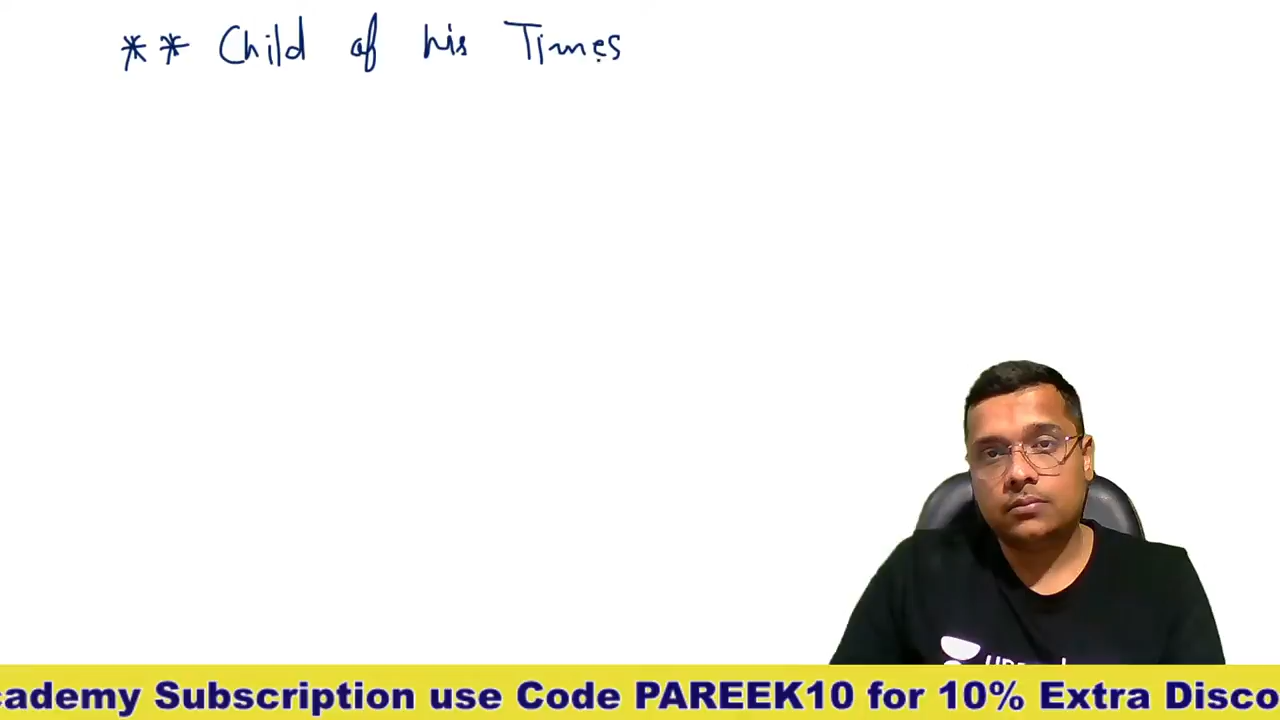 ** Child of his Times
cademy Subscription use Code PAREEK10 for 10% Extra Disco